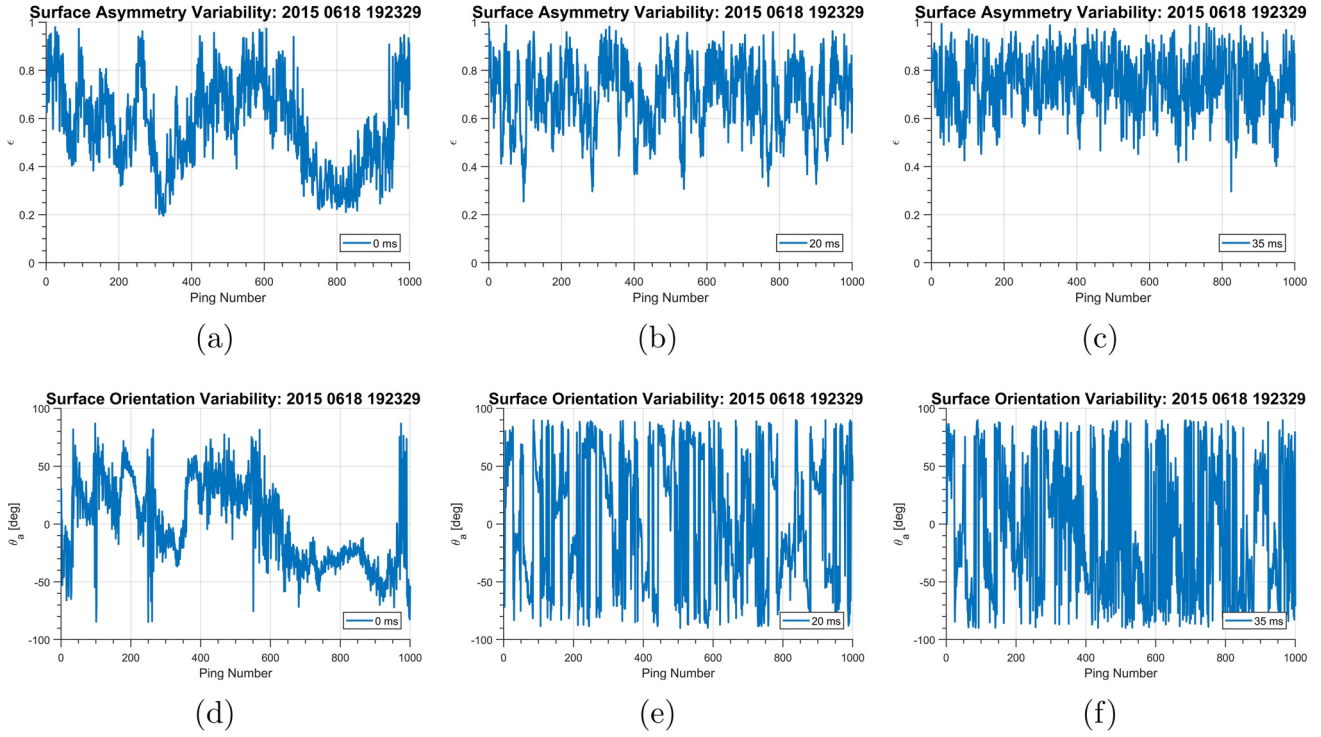 Surface Asymmetry Variability: 2015 0618 192329
1
0.8
0.6
0.4
0.2
0
ϵ
0 200 400 600 800 1000
Ping Number
0 ms
(a)
Surface Asymmetry Variability: 2015 0618 192329
1
0.8
0.6
0.4
0.2
0
ϵ
0 200 400 600 800 1000
Ping Number
20 ms
(b)
Surface Asymmetry Variability: 2015 0618 192329
1
0.8
0.6
0.4
0.2
0
ϵ
0 200 400 600 800 1000
Ping Number
35 ms
(c)
Surface Orientation Variability: 2015 0618 192329
100
50
0
-50
-100
θa [deg]
0 200 400 600 800 1000
Ping Number
0 ms
(d)
Surface Orientation Variability: 2015 0618 192329
100
50
0
-50
-100
θa [deg]
0 200 400 600 800 1000
Ping Number
20 ms
(e)
Surface Orientation Variability: 2015 0618 192329
100
50
0
-50
-100
θa [deg]
0 200 400 600 800 1000
Ping Number
35 ms
(f)